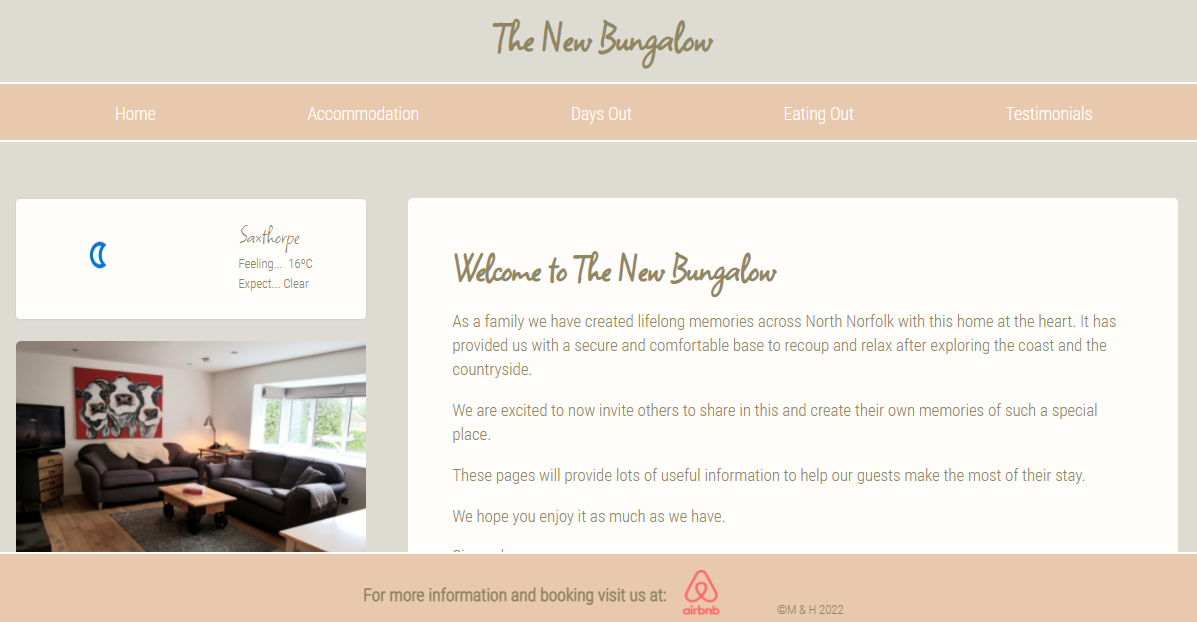 The New Bungalow
Home Accommodation Days Out Eating Out Testimonials
Saxthorpe
Feeling... 16ºC
Expect... Clear
Welcome to The New Bungalow
As a family we have created lifelong memories across North Norfolk with this home at the heart. It has
provided us with a secure and comfortable base to recoup and relax after exploring the coast and the
countryside.
We are excited to now invite others to share in this and create their own memories of such a special
place.
These pages will provide lots of useful information to help our guests make the most of their stay.
We hope you enjoy it as much as we have.
For more information and booking visit us at:
airbnb
©M & H 2022